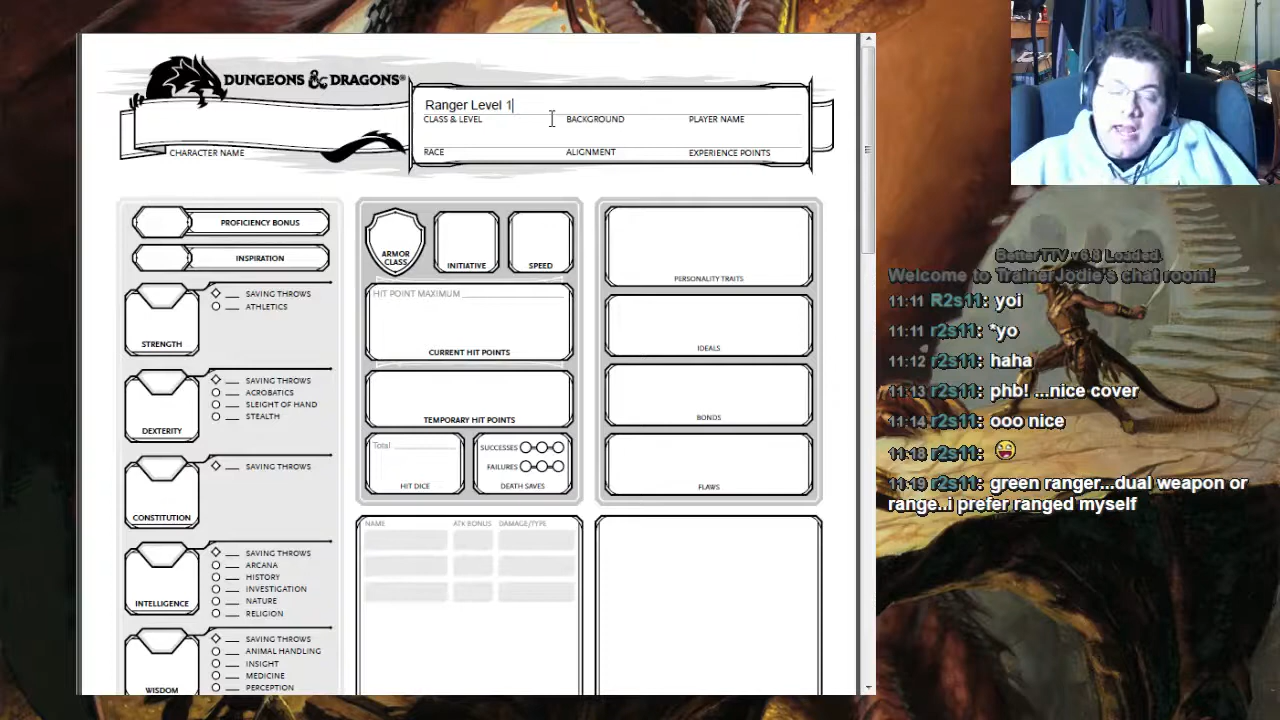 DUNGEONS & DRAGONS®
CHARACTER NAME
Ranger Level 1
CLASS & LEVEL
BACKGROUND
PLAYER NAME
RACE
ALIGNMENT
EXPERIENCE POINTS
PROFICIENCY BONUS
INSPIRATION
STRENGTH
SAVING THROWS
ATHLETICS
DEXTERITY
SAVING THROWS
ACROBATICS
SLEIGHT OF HAND
STEALTH
CONSTITUTION
SAVING THROWS
INTELLIGENCE
SAVING THROWS
ARCANA
HISTORY
INVESTIGATION
NATURE
RELIGION
WISDOM
SAVING THROWS
ANIMAL HANDLING
INSIGHT
MEDICINE
PERCEPTION
ARMOR
CLASS
INITIATIVE
SPEED
HIT POINT MAXIMUM
CURRENT HIT POINTS
TEMPORARY HIT POINTS
Total
HIT DICE
SUCCESSES
FAILURES
DEATH SAVES
NAME ATK BONUS DAMAGE/TYPE
PERSONALITY TRAITS
IDEALS
BONDS
FLAWS
BetterTTV v6.8 Loaded.
Welcome to TrainerJodie's chat room!
11:11 R2s11: yoi
11:11 r2s11: *yo
11:12 r2s11: haha
11:13 r2s11: phb! ...nice cover
11:14 r2s11: ooo nice
11:18 r2s11:
11:19 r2s11: green ranger...dual weapon or
range..i prefer ranged myself